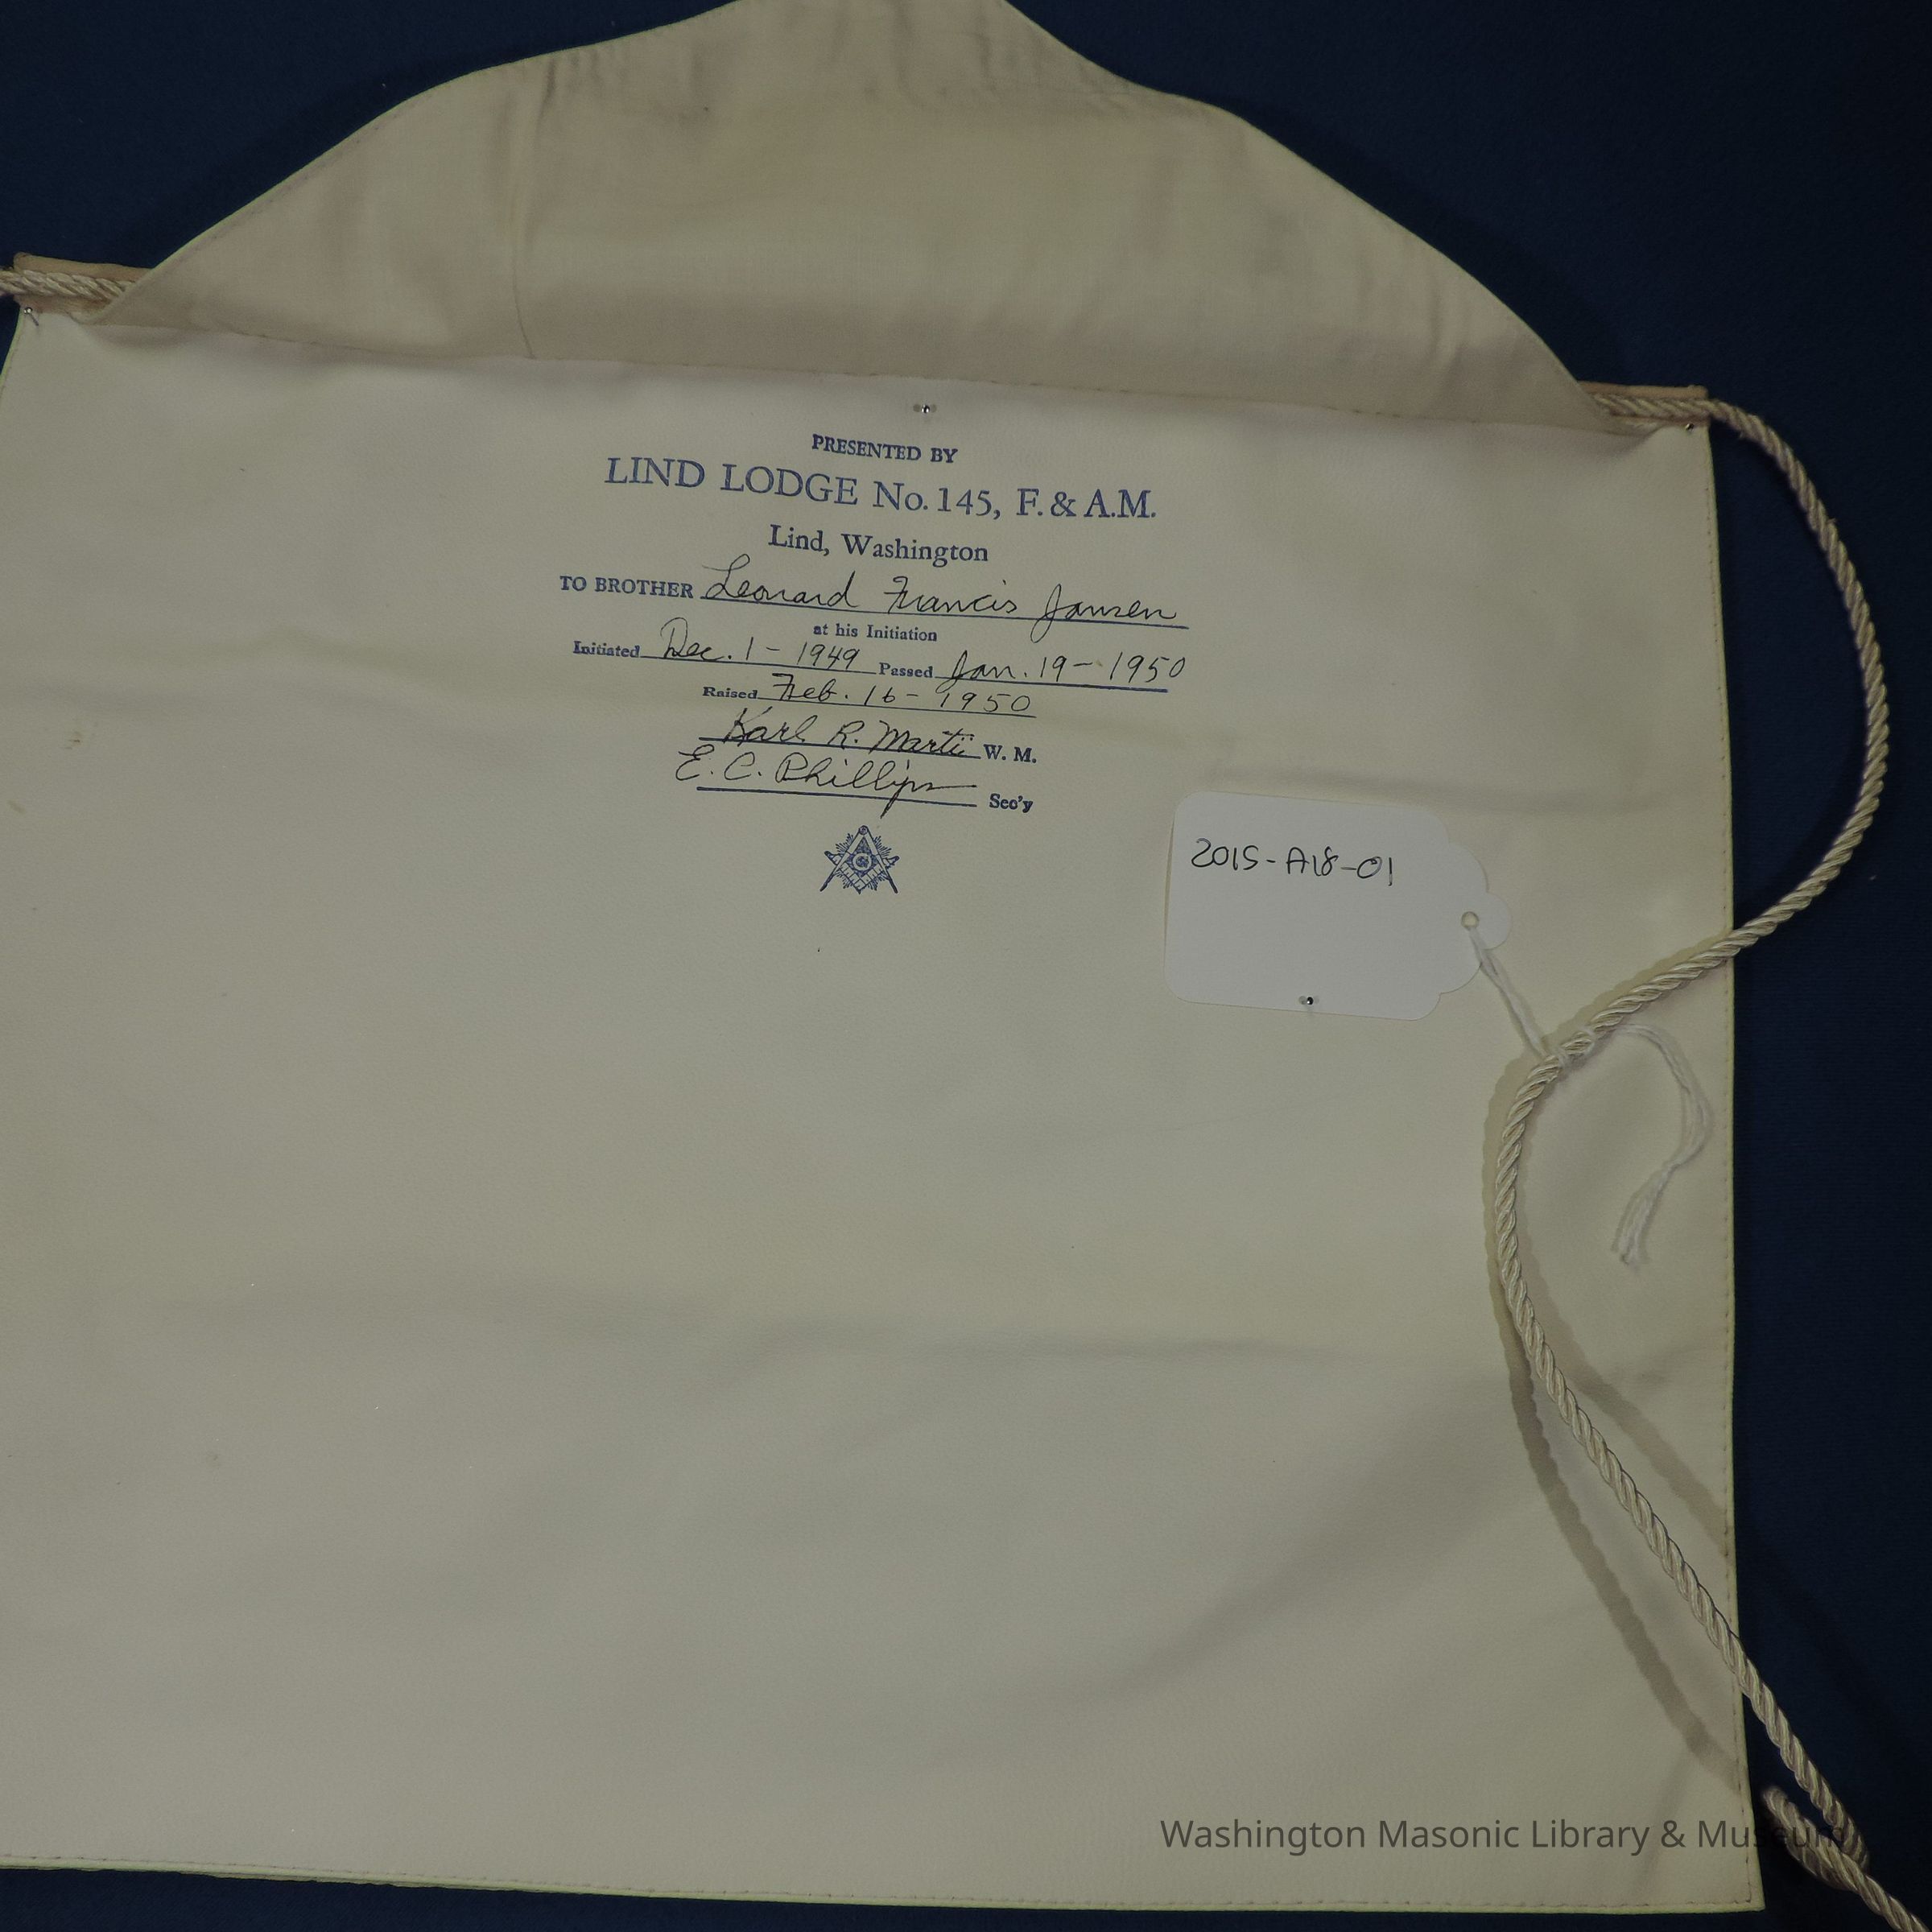 PRESENTED BY
LIND LODGE No. 145, F. & A.M.
Lind, Washington
TO BROTHER Leonard Francis Jansen
at his Initiation
Initiated Dec. 1 - 1949 Passed Jan. 19 - 1950
Raised Feb. 16 - 1950
Karl R. Marti W. M.
E. C. Phillips Sec'y
2015-A18-01
Washington Masonic Library & Museum